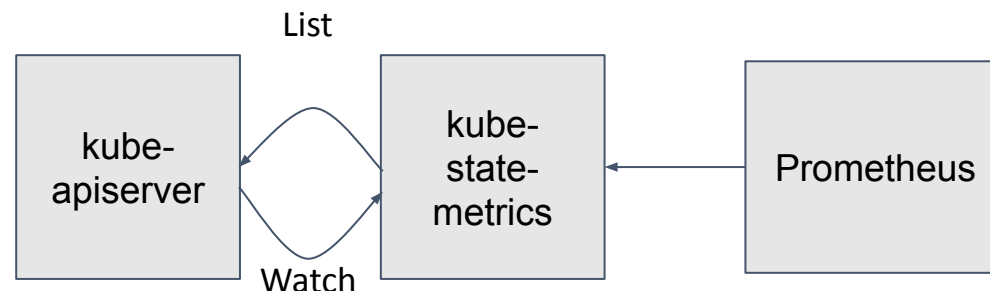 List
kube-
apiserver
kube-
state-
metrics
Prometheus
Watch